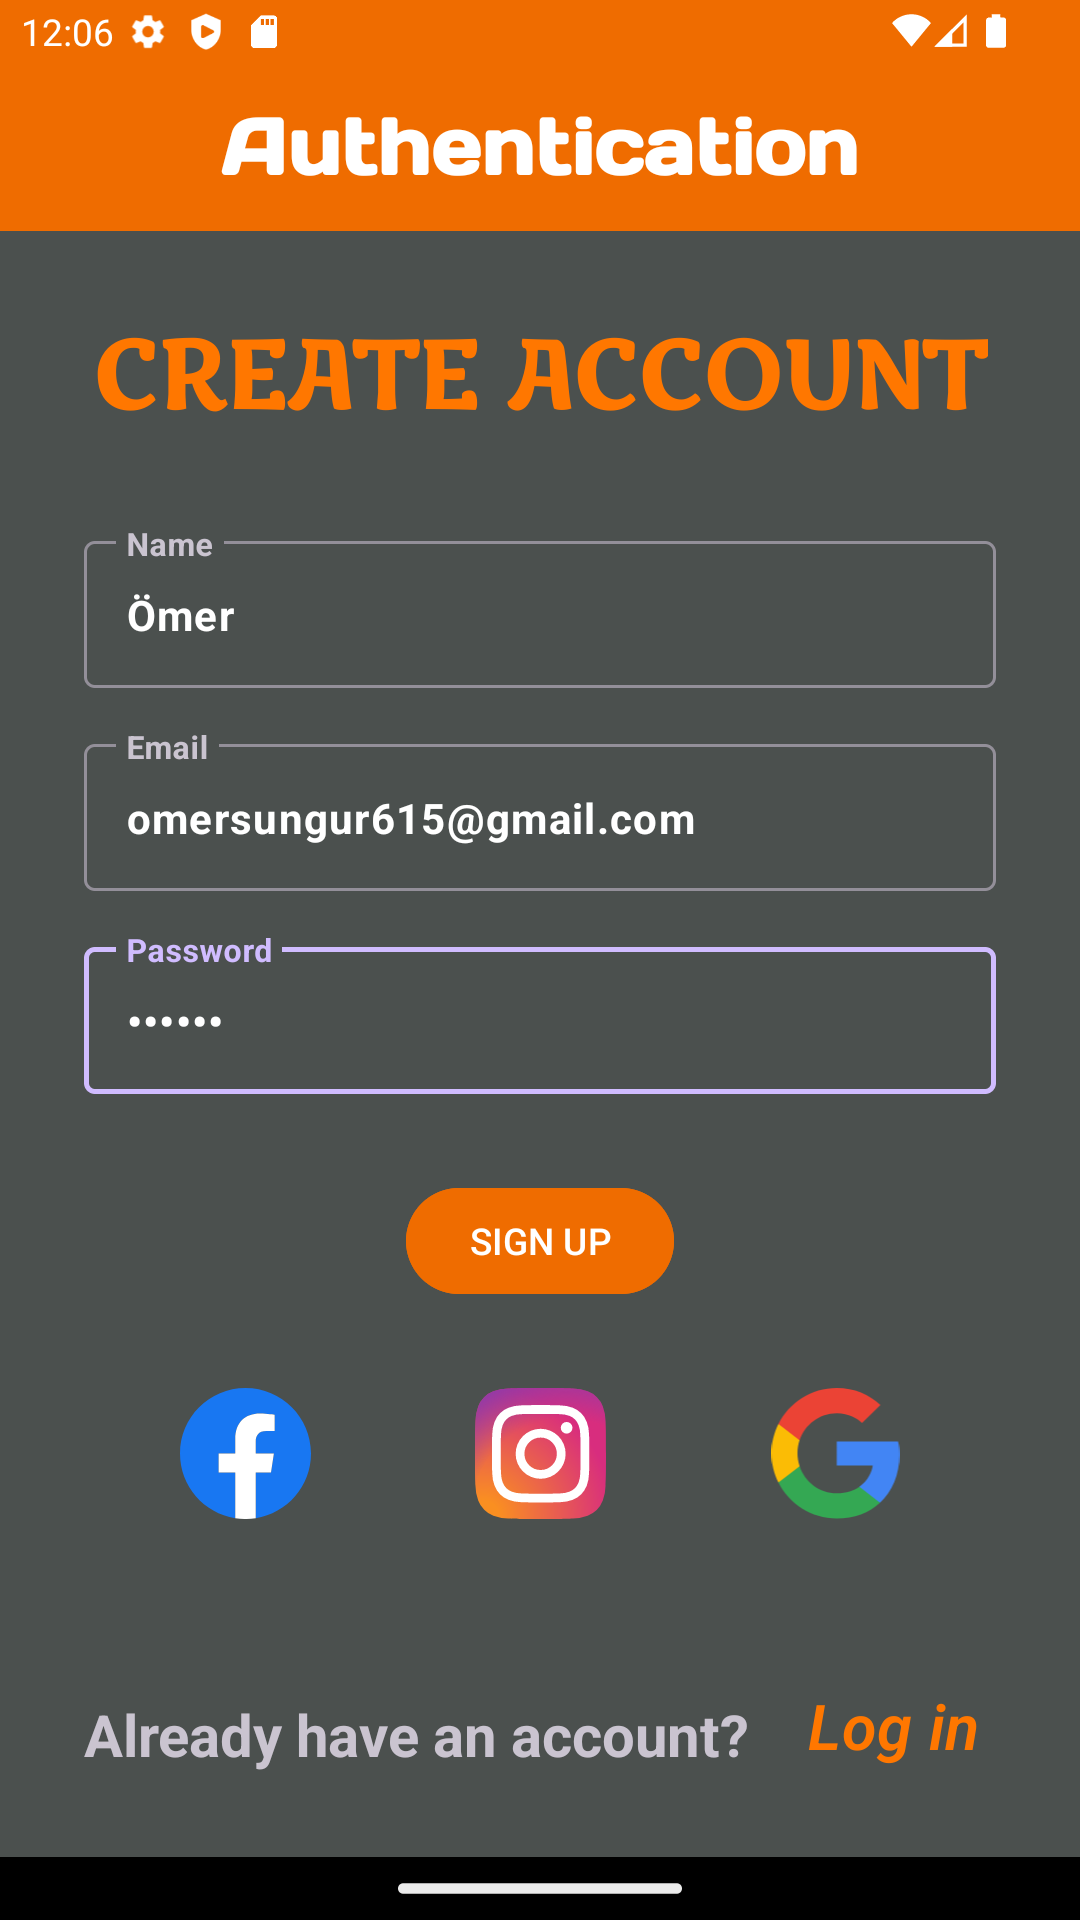 12:06
Authentication
CREATE ACCOUNT
Name
Ömer
Email
omersungur615@gmail.com
Password
••••••
SIGN UP
Already have an account? Log in